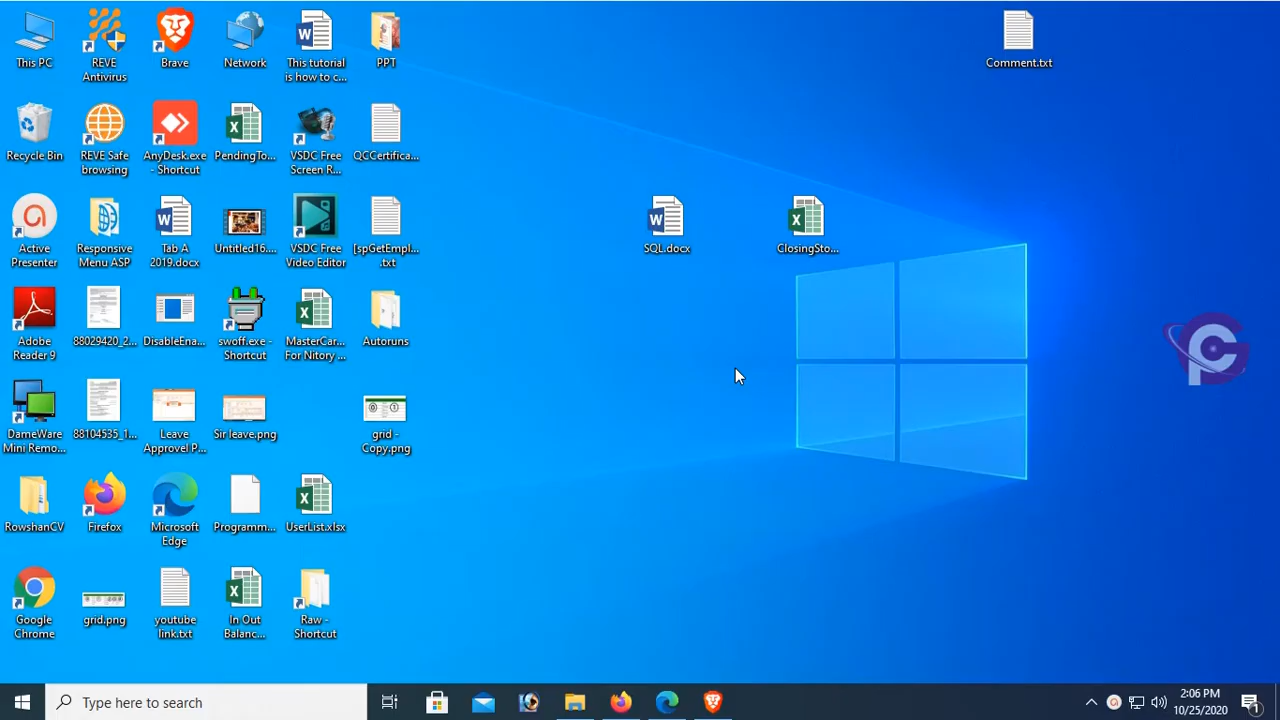 This PC
REVE
Antivirus
Brave
Network
This tutorial
is how to c...
PPT
Comment.txt
Recycle Bin
REVE Safe
browsing
AnyDesk.exe
- Shortcut
PendingTo...
VSDC Free
Screen R...
QCCertifica...
Active
Presenter
Responsive
Menu ASP
Tab A
2019.docx
Untitled16....
VSDC Free
Video Editor
[spGetEmpl...
.txt
SQL.docx
ClosingSto...
Adobe
Reader 9
88029420_2...
DisableEna...
swoff.exe -
Shortcut
MasterCar...
For Nitory ...
Autoruns
DameWare
Mini Remo...
88104535_1...
Leave
Approvel P...
Sir leave.png
grid -
Copy.png
RowshanCV
Firefox
Microsoft
Edge
Programm...
UserList.xlsx
Google
Chrome
grid.png
youtube
link.txt
In Out
Balanc...
Raw -
Shortcut
Type here to search
2:06 PM
10/25/2020
1